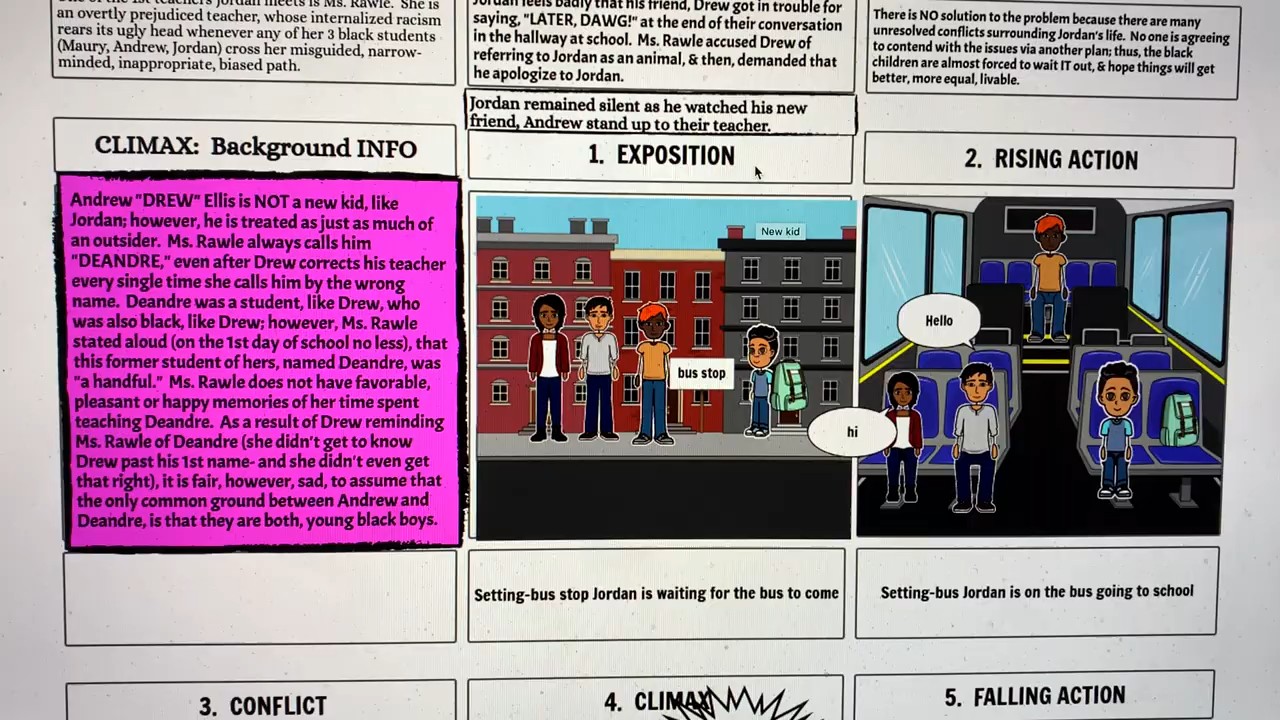 One of the 1st teachers Jordan meets is Ms. Rawle. She is
an overtly prejudiced teacher, whose internalized racism
rears its ugly head whenever any of her 3 black students
(Maury, Andrew, Jordan) cross her misguided, narrow-
minded, inappropriate, biased path.
Jordan feels badly that his friend, Drew got in trouble for
saying, "LATER, DAWG!" at the end of their conversation
in the hallway at school. Ms. Rawle accused Drew of
referring to Jordan as an animal, & then, demanded that
he apologize to Jordan.
Jordan remained silent as he watched his new
friend, Andrew stand up to their teacher.
There is NO solution to the problem because there are many
unresolved conflicts surrounding Jordan's life. No one is agreeing
to contend with the issues via another plan; thus, the black
children are almost forced to wait IT out, & hope things will get
better, more equal, livable.
CLIMAX: Background INFO
Andrew "DREW" Ellis is NOT a new kid, like
Jordan; however, he is treated as just as much of
an outsider. Ms. Rawle always calls him
"DEANDRE," even after Drew corrects his teacher
every single time she calls him by the wrong
name. Deandre was a student, like Drew, who
was also black, like Drew; however, Ms. Rawle
stated aloud (on the 1st day of school no less), that
this former student of hers, named Deandre, was
"a handful." Ms. Rawle does not have favorable,
pleasant or happy memories of her time spent
teaching Deandre. As a result of Drew reminding
Ms. Rawle of Deandre (she didn't get to know
Drew past his 1st name- and she didn't even get
that right), it is fair, however, sad, to assume that
the only common ground between Andrew and
Deandre, is that they are both, young black boys.
1. EXPOSITION
New kid
bus stop
Setting-bus stop Jordan is waiting for the bus to come
2. RISING ACTION
Hello
hi
Setting-bus Jordan is on the bus going to school
3. CONFLICT
4. CLIMAX
5. FALLING ACTION